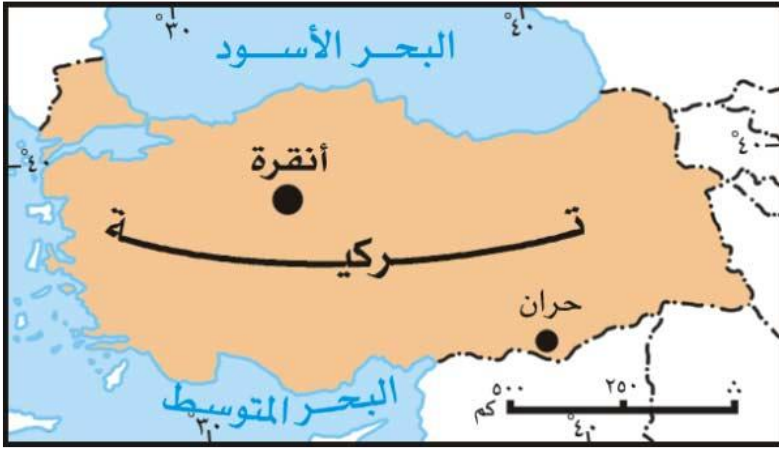 °٣٠
°٤٠
البحر الأسود
°٤٠
°٤٠
أنقرة
تركية
حران
البحر المتوسط
٥٠٠ ٢٥٠ ٠
كم
°٣٠
°٤٠